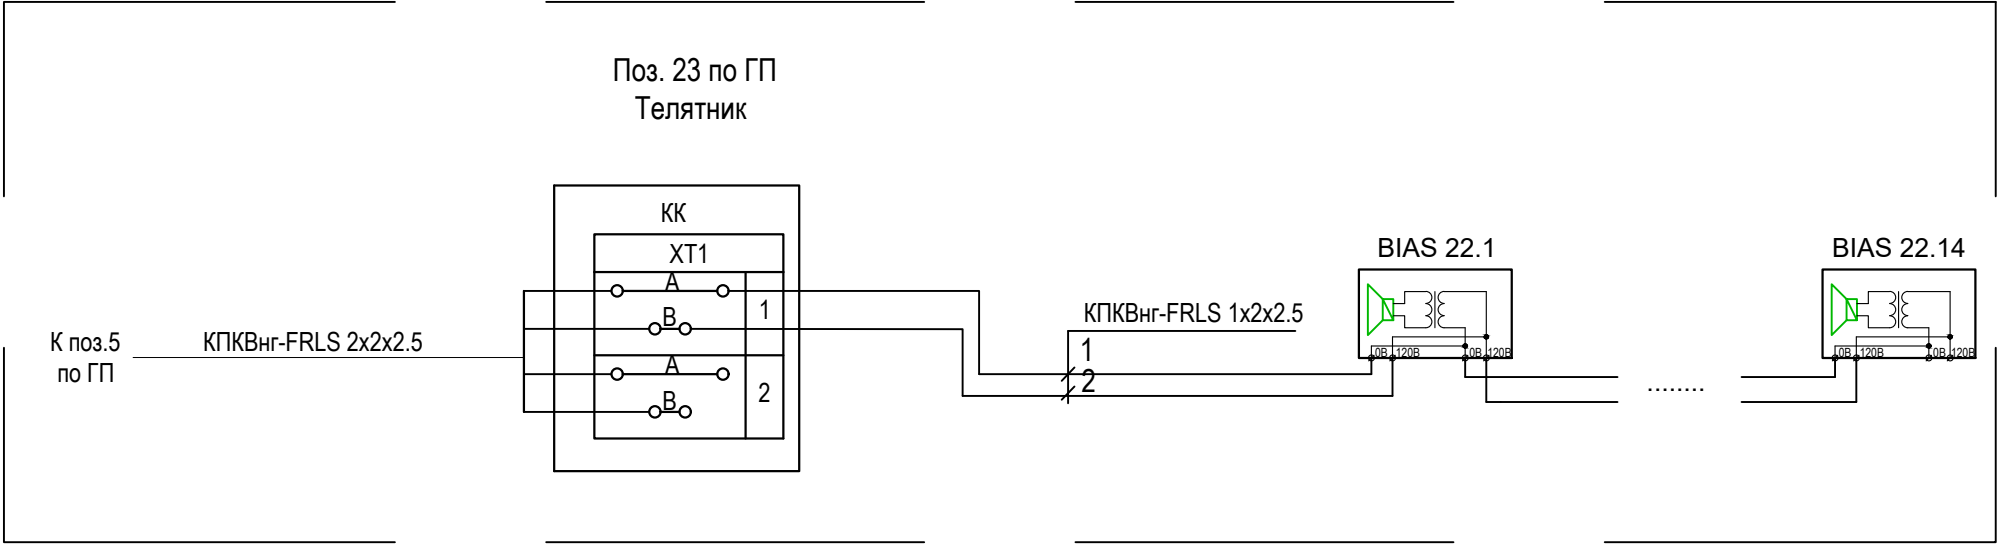 Поз. 23 по ГП
Телятник
КК
XT1
А
В
1
А
В
2
К поз.5
по ГП
КПКВнг-FRLS 2x2x2.5
КПКВнг-FRLS 1x2x2.5
1
2
BIAS 22.1
0В 120В 0В 120В
........
BIAS 22.14
0В 120В 0В 120В